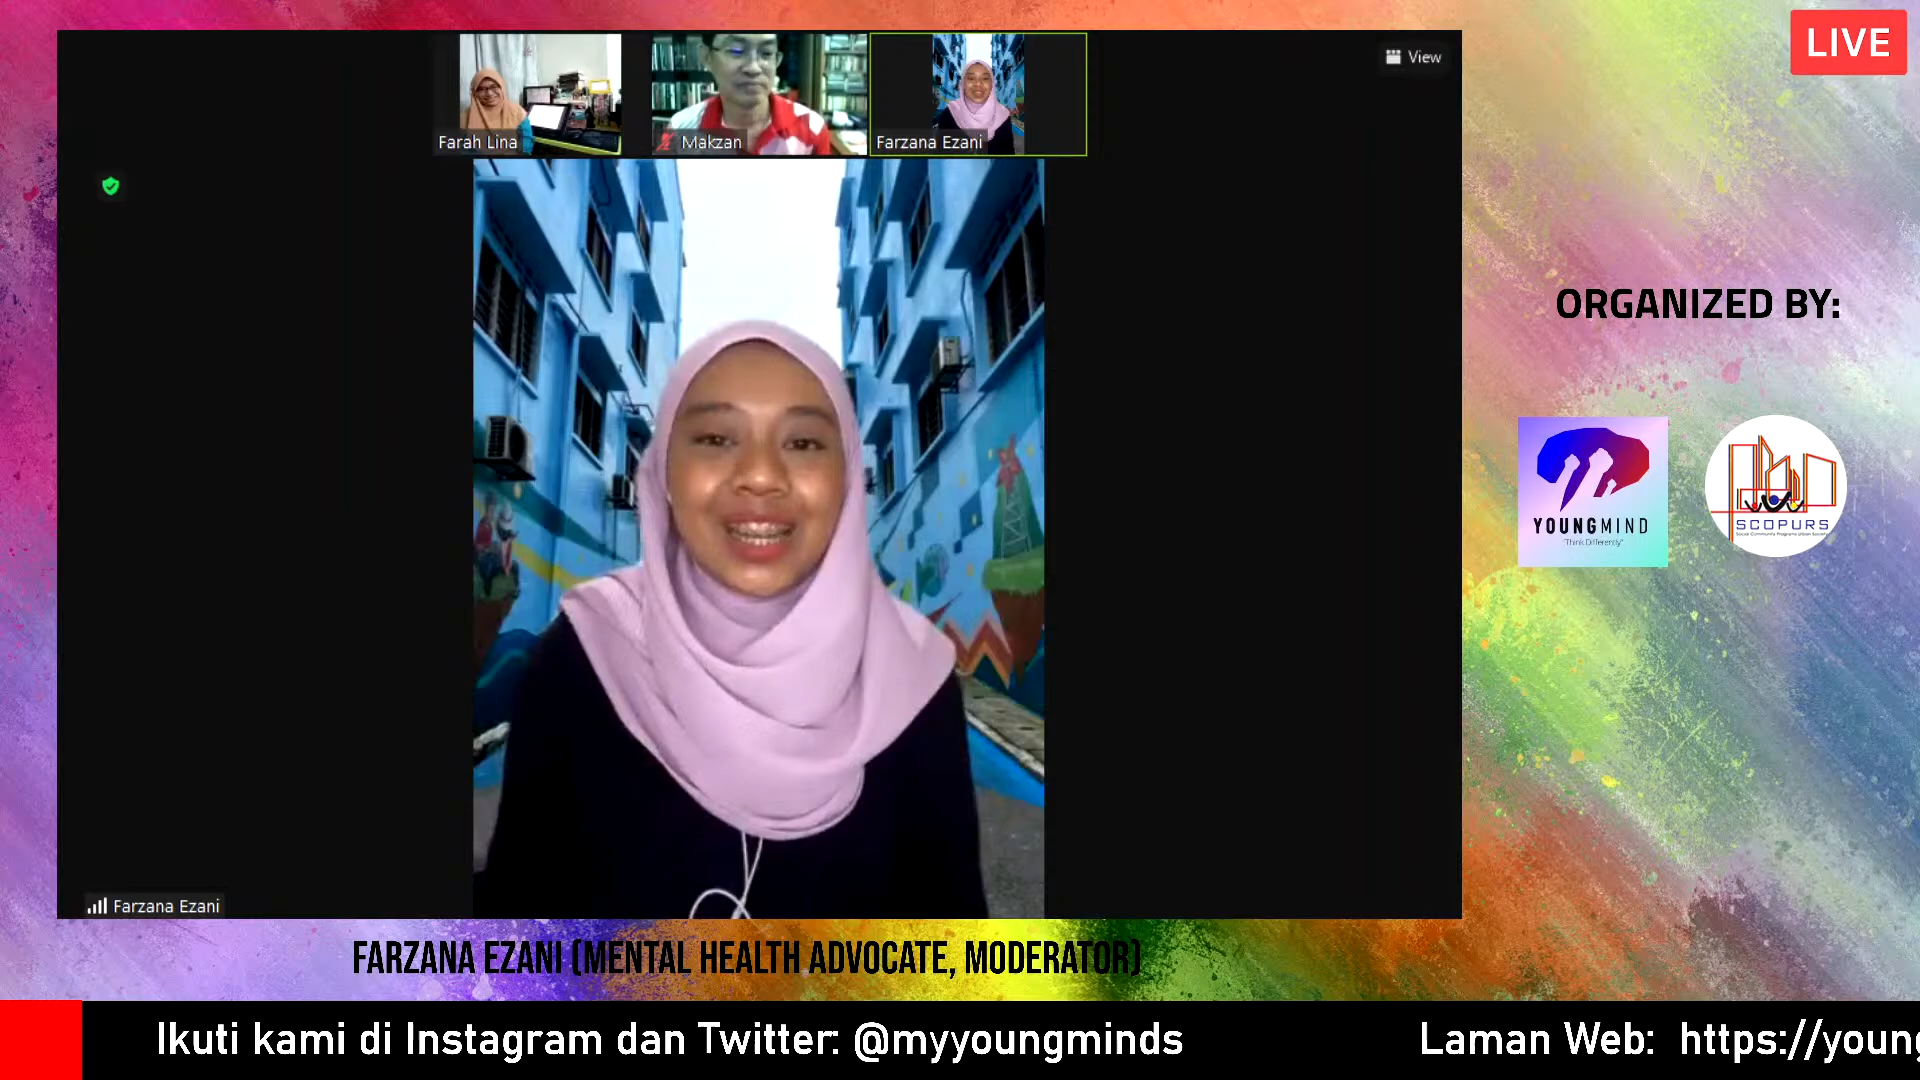 LIVE
View
Farah Lina
Makzan
Farzana Ezani
ORGANIZED BY:
YOUNGMIND
"Think Differently"
SCOPURS
Farzana Ezani
FARZANA EZANI (MENTAL HEALTH ADVOCATE, MODERATOR)
Ikuti kami di Instagram dan Twitter: @myyoungminds
Laman Web: https://young